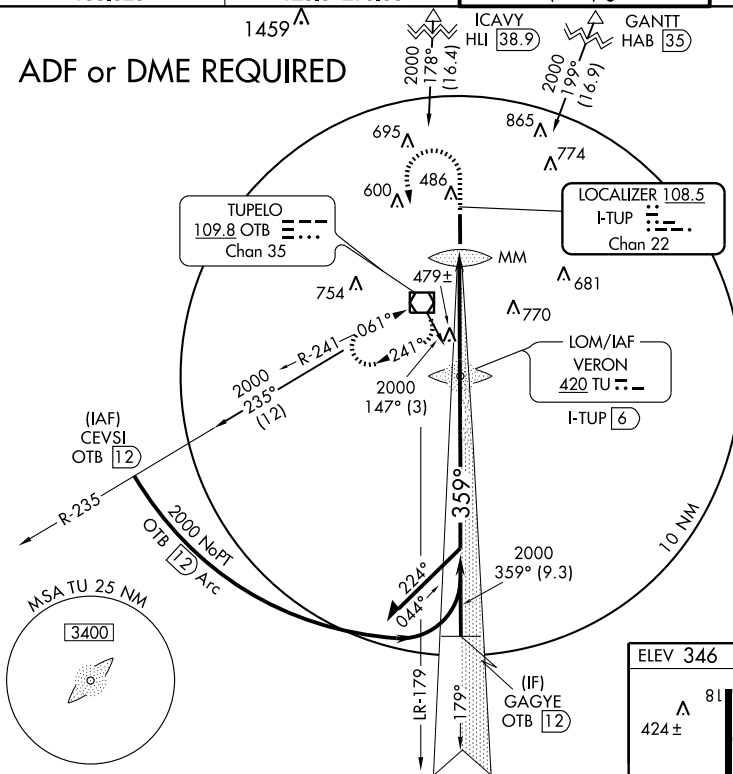 1459
ICAVY
HLI 38.9
GANTT
HAB 35
ADF or DME REQUIRED
2000
178°
(16.4)
2000
199°
(16.9)
695
865
774
600
486
TUPELO
109.8 OTB
Chan 35
LOCALIZER 108.5
I-TUP
Chan 22
MM
479±
754
681
770
061°
R-241
241°
2000
147° (3)
LOM/IAF
VERON
420 TU
I-TUP 6
2000
235°
(12)
(IAF)
CEVSI
OTB 12
R-235
2000 NoPT
OTB 12 Arc
359°
10 NM
2000
359° (9.3)
224°
044°
MSA TU 25 NM
3400
LR-179
179°
(IF)
GAGYE
OTB 12
ELEV 346
424±
18